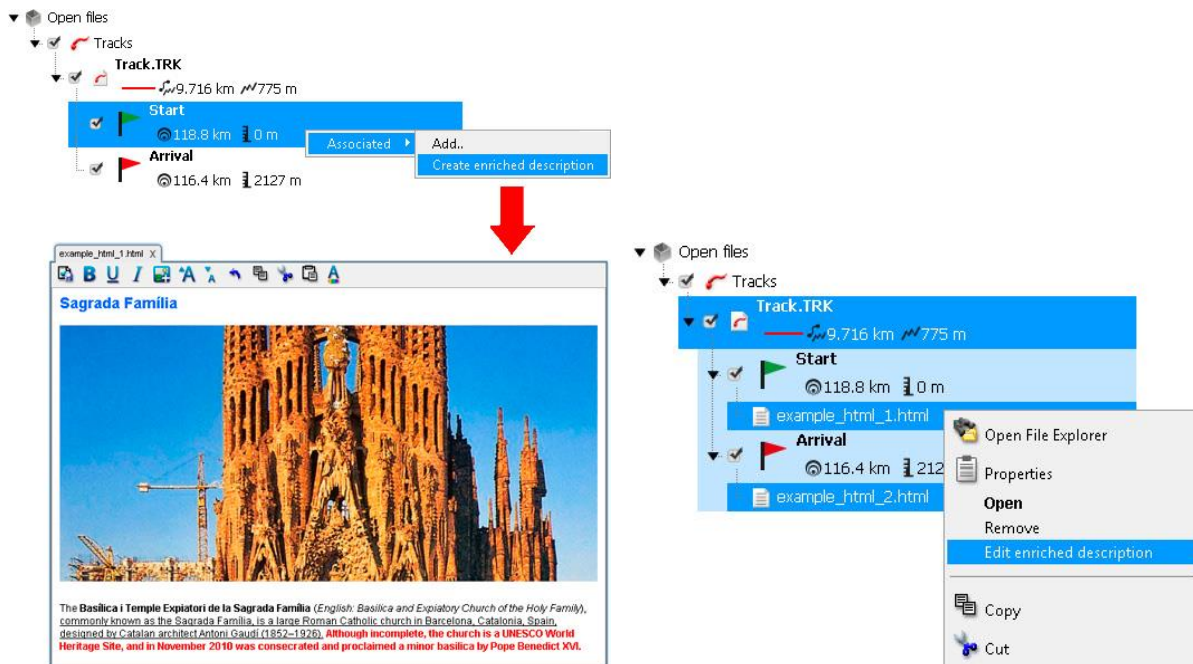 Open files
Tracks
Track.TRK
9.716 km 775 m
Start
118.8 km 0 m
Associated
Add..
Create enriched description
Arrival
116.4 km 2127 m
example_html_1.html X
B U I A A A
Sagrada Família
The Basílica i Temple Expiatori de la Sagrada Família (English: Basilica and Expiatory Church of the Holy Family),
commonly known as the Sagrada Família, is a large Roman Catholic church in Barcelona, Catalonia, Spain,
designed by Catalan architect Antoni Gaudí (1852–1926). Although incomplete, the church is a UNESCO World
Heritage Site, and in November 2010 was consecrated and proclaimed a minor basilica by Pope Benedict XVI.
Open files
Tracks
Track.TRK
9.716 km 775 m
Start
118.8 km 0 m
example_html_1.html
Arrival
116.4 km 212
example_html_2.html
Open File Explorer
Properties
Open
Remove
Edit enriched description
Copy
Cut